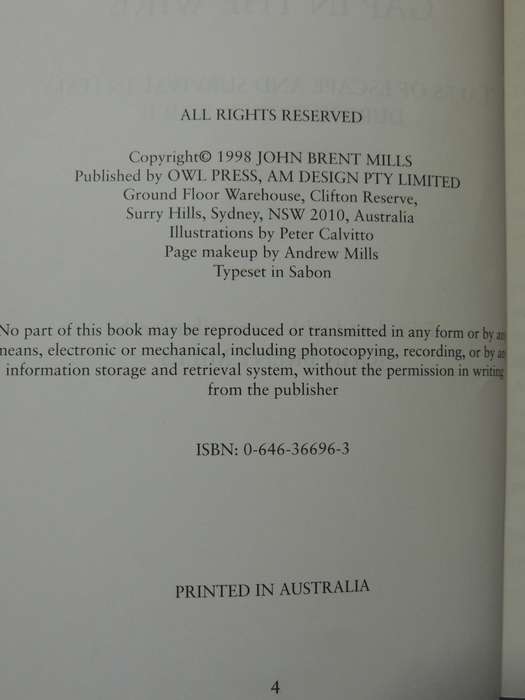 ALL RIGHTS RESERVED
Copyright© 1998 JOHN BRENT MILLS
Published by OWL PRESS, AM DESIGN PTY LIMITED
Ground Floor Warehouse, Clifton Reserve,
Surry Hills, Sydney, NSW 2010, Australia
Illustrations by Peter Calvitto
Page makeup by Andrew Mills
Typeset in Sabon
No part of this book may be reproduced or transmitted in any form or by any
means, electronic or mechanical, including photocopying, recording, or by an
information storage and retrieval system, without the permission in writing
from the publisher
ISBN: 0-646-36696-3
PRINTED IN AUSTRALIA
4